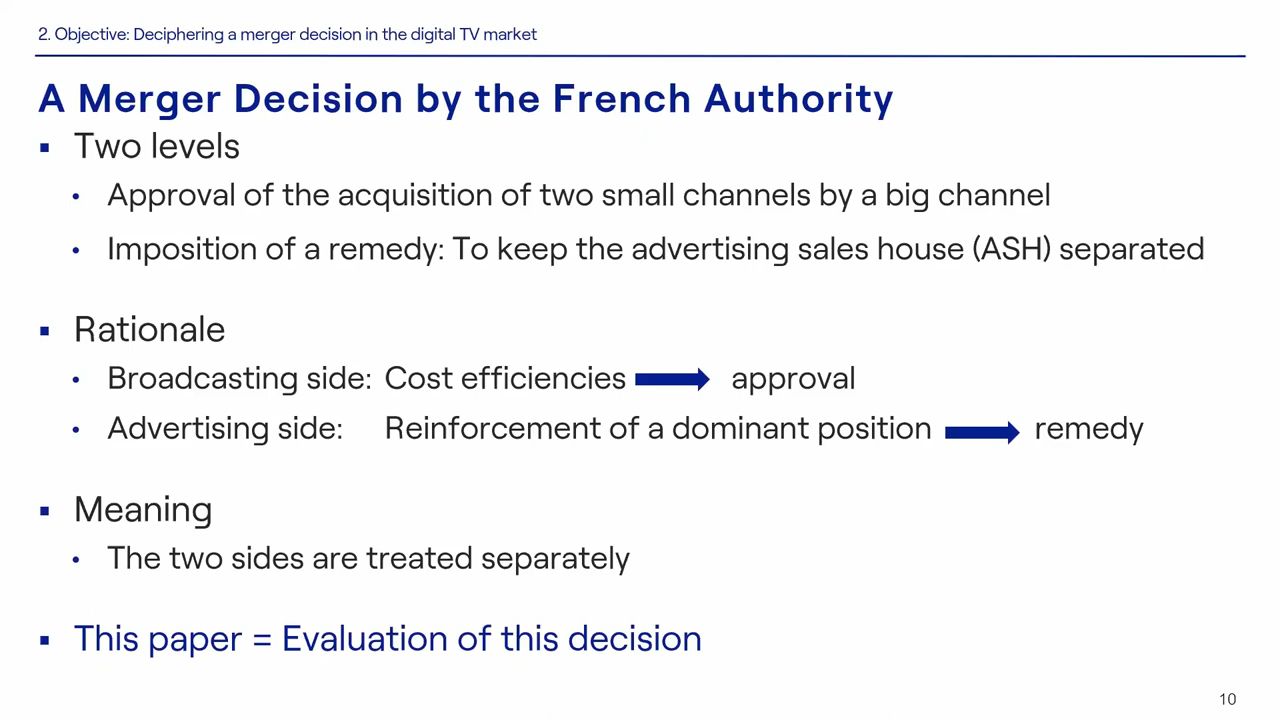 2. Objective: Deciphering a merger decision in the digital TV market
A Merger Decision by the French Authority
▪ Two levels
• Approval of the acquisition of two small channels by a big channel
• Imposition of a remedy: To keep the advertising sales house (ASH) separated
▪ Rationale
• Broadcasting side: Cost efficiencies → approval
• Advertising side: Reinforcement of a dominant position → remedy
▪ Meaning
• The two sides are treated separately
▪ This paper = Evaluation of this decision
10